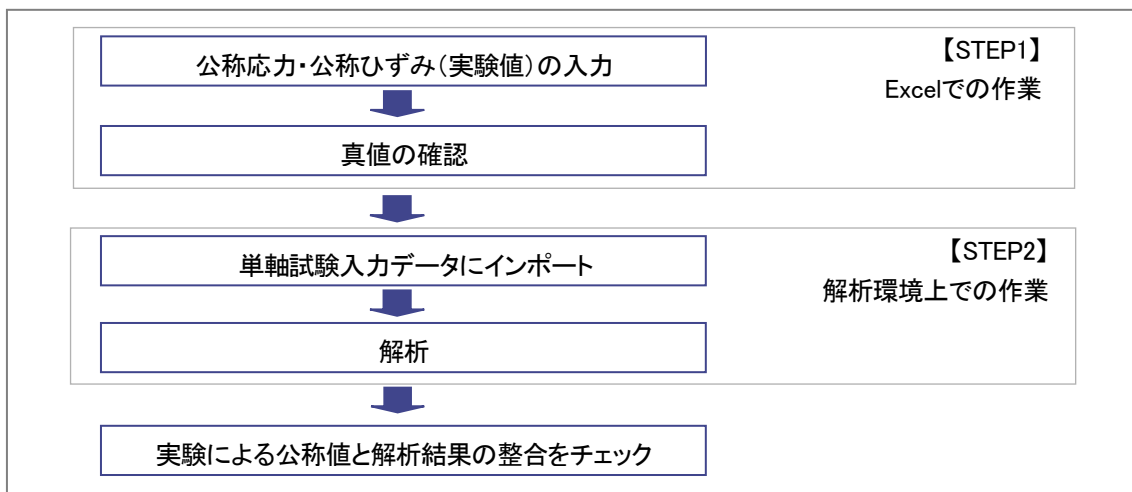 公称応力・公称ひずみ（実験値）の入力
【STEP1】
Excelでの作業
真値の確認
単軸試験入力データにインポート
【STEP2】
解析環境上での作業
解析
実験による公称値と解析結果の整合をチェック